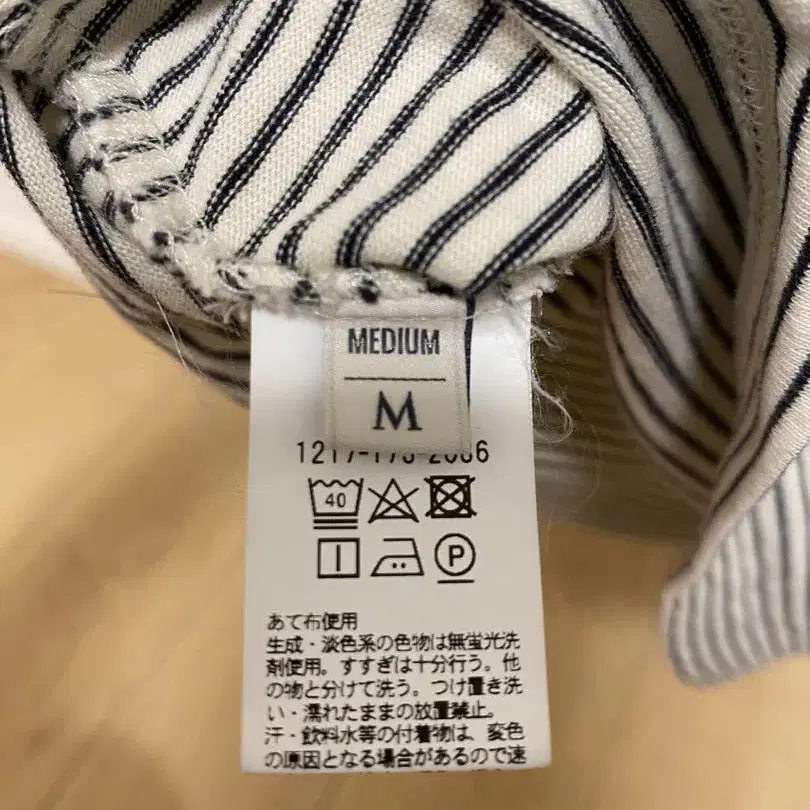 MEDIUM
M
40
P
あて布使用
生成・淡色系の色物は無蛍光洗
剤使用。すすぎは十分行う。他
の物と分けて洗う。つけ置き洗
い・濡れたままの放置禁止。
汗・飲料水等の付着物は、変色
の原因となる場合があるので速